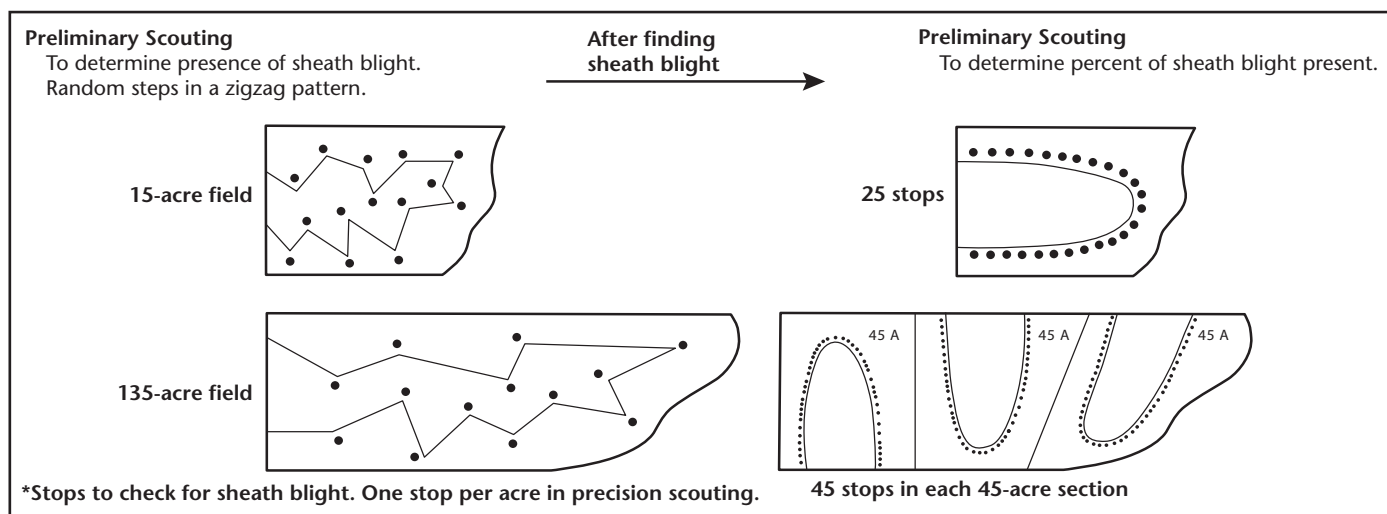 Preliminary Scouting
To determine presence of sheath blight.
Random steps in a zigzag pattern.
After finding
sheath blight
Preliminary Scouting
To determine percent of sheath blight present.
15-acre field
25 stops
135-acre field
45 A
45 A
45 A
*Stops to check for sheath blight. One stop per acre in precision scouting.
45 stops in each 45-acre section